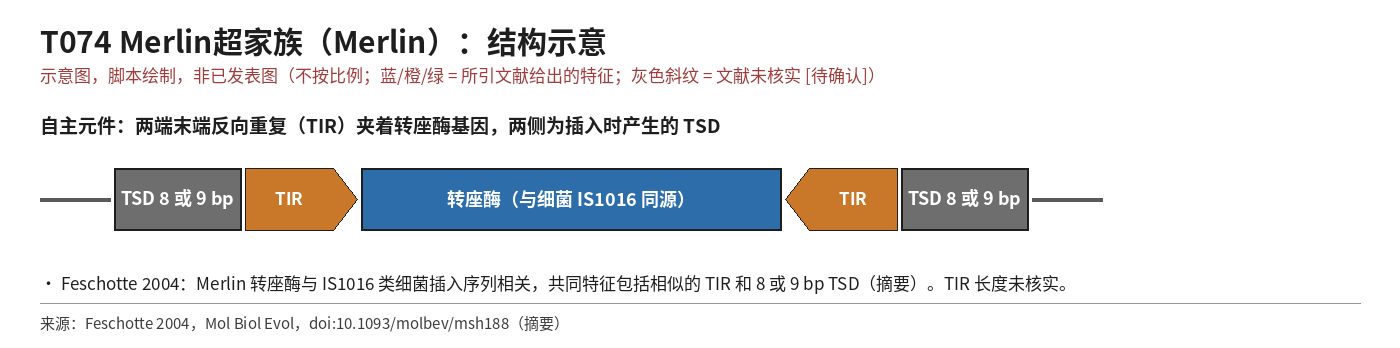 T074 Merlin超家族（Merlin）：结构示意
示意图，脚本绘制，非已发表图（不按比例；蓝/橙/绿 = 所引文献给出的特征；灰色斜纹 = 文献未核实 [待确认]）
自主元件：两端末端反向重复（TIR）夹着转座酶基因，两侧为插入时产生的 TSD
TSD 8 或 9 bp TIR 转座酶（与细菌 IS1016 同源） TIR TSD 8 或 9 bp
· Feschotte 2004：Merlin 转座酶与 IS1016 类细菌插入序列相关，共同特征包括相似的 TIR 和 8 或 9 bp TSD（摘要）。TIR 长度未核实。
来源：Feschotte 2004，Mol Biol Evol，doi:10.1093/molbev/msh188（摘要）